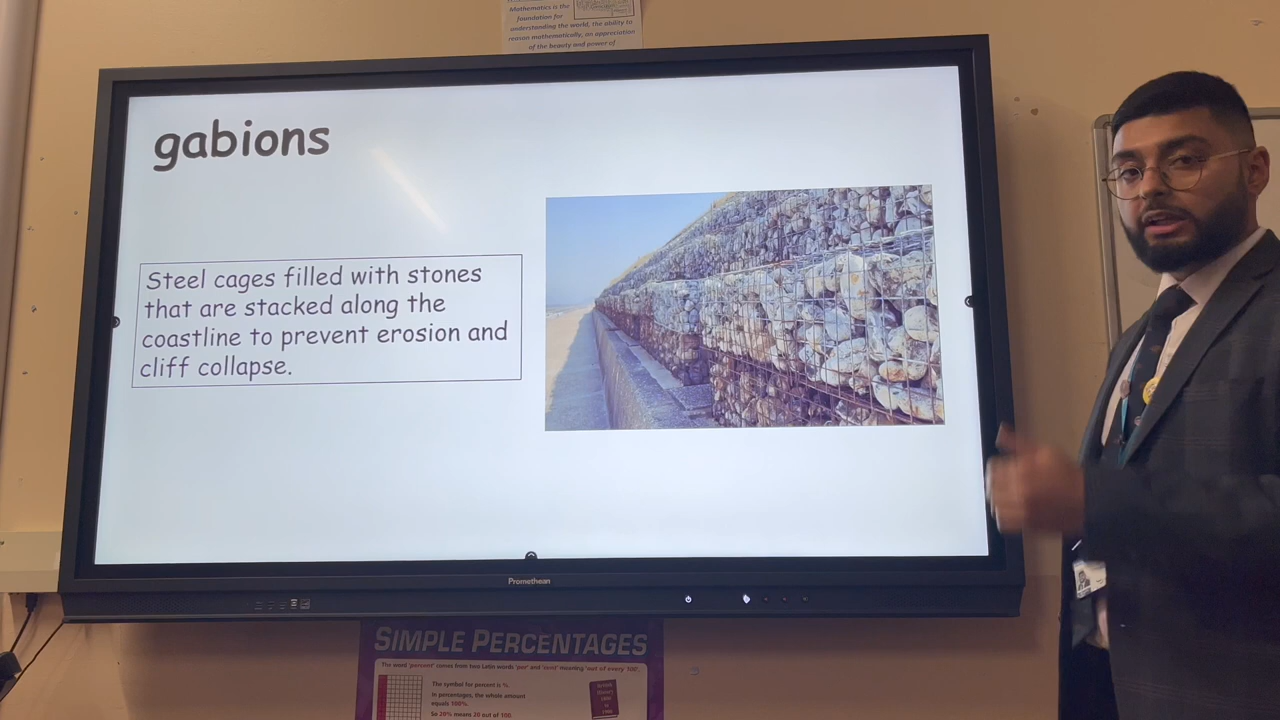 Mathematics is the
foundation for
understanding the world, the ability to
reason mathematically, an appreciation
of the beauty and power of
gabions
Steel cages filled with stones
that are stacked along the
coastline to prevent erosion and
cliff collapse.
Promethean
SIMPLE PERCENTAGES
The word 'percent' comes from two Latin words 'per' and 'cent' meaning 'out of every 100'.
The symbol for percent is %.
In percentages, the whole amount
equals 100%.
So 20% means 20 out of 100